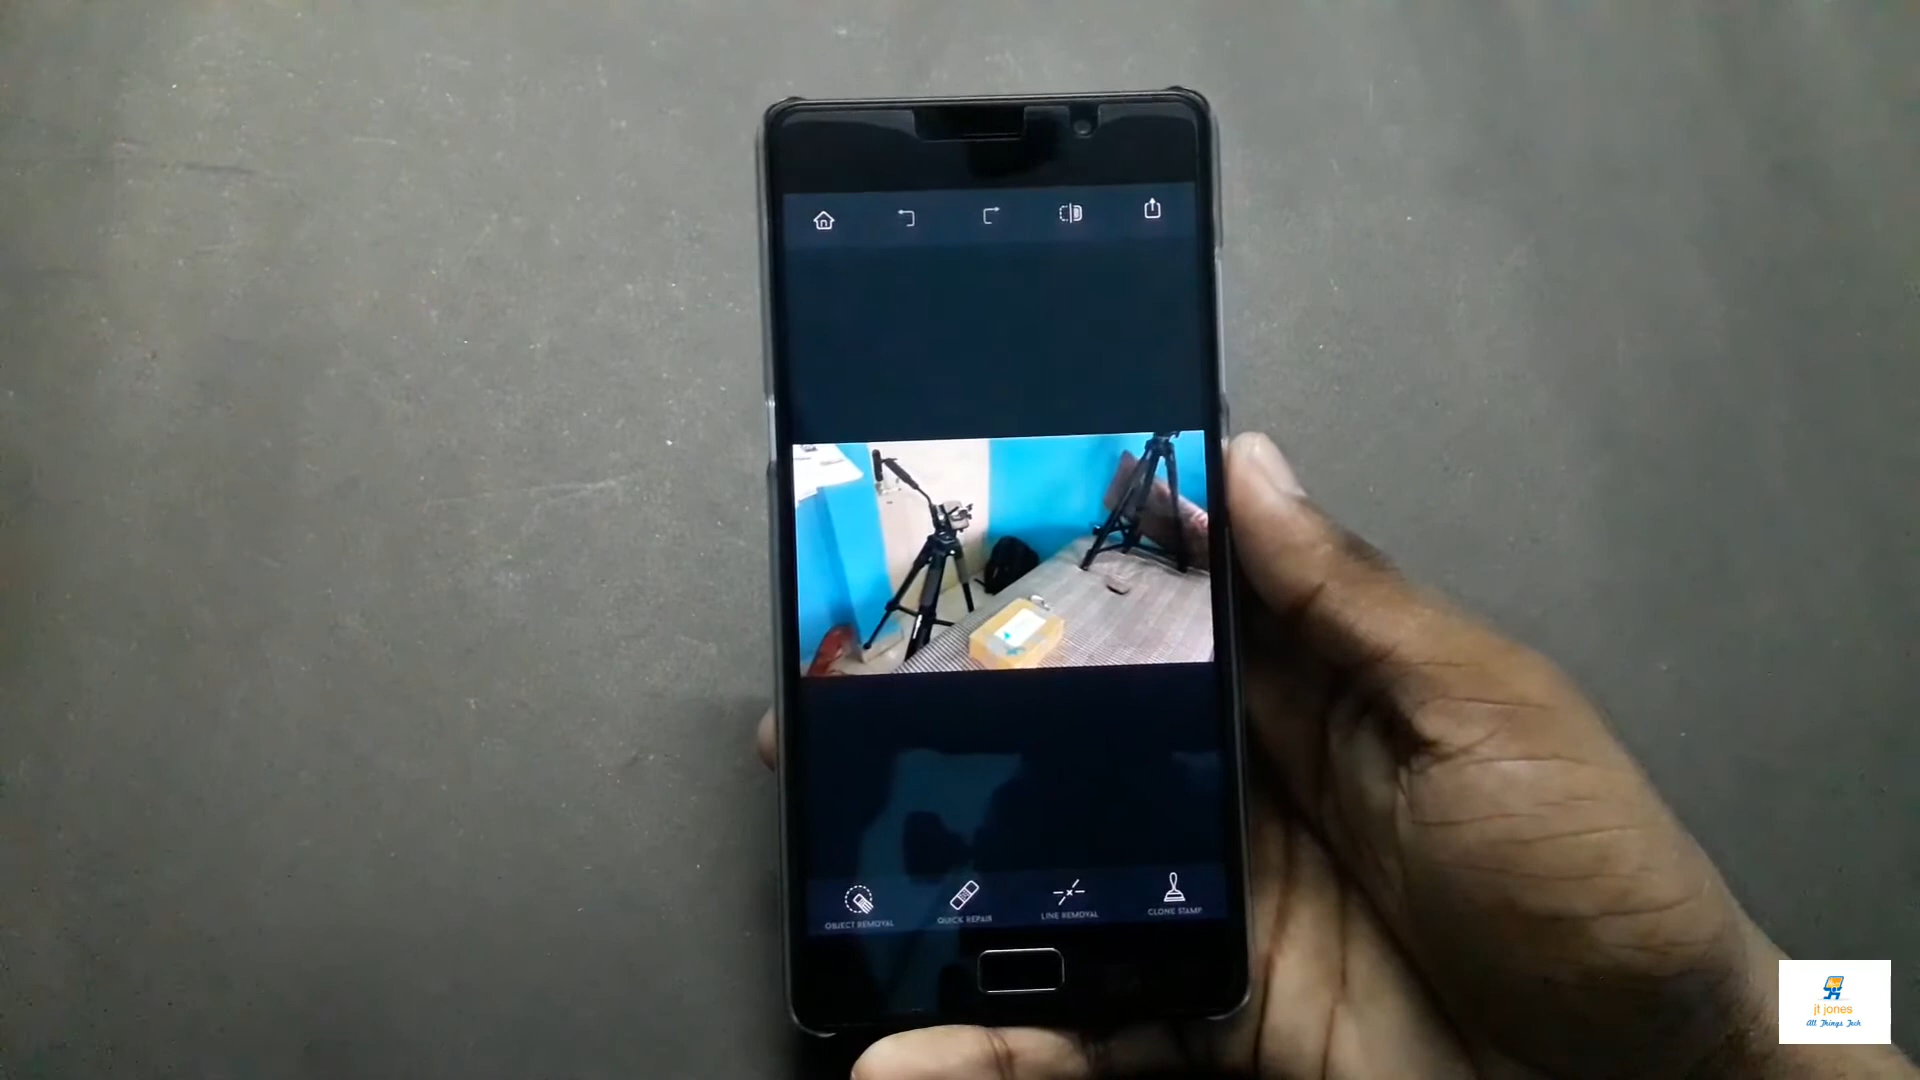 OBJECT REMOVAL
QUICK REPAIR
LINE REMOVAL
CLONE STAMP
jt jones
All Things Tech